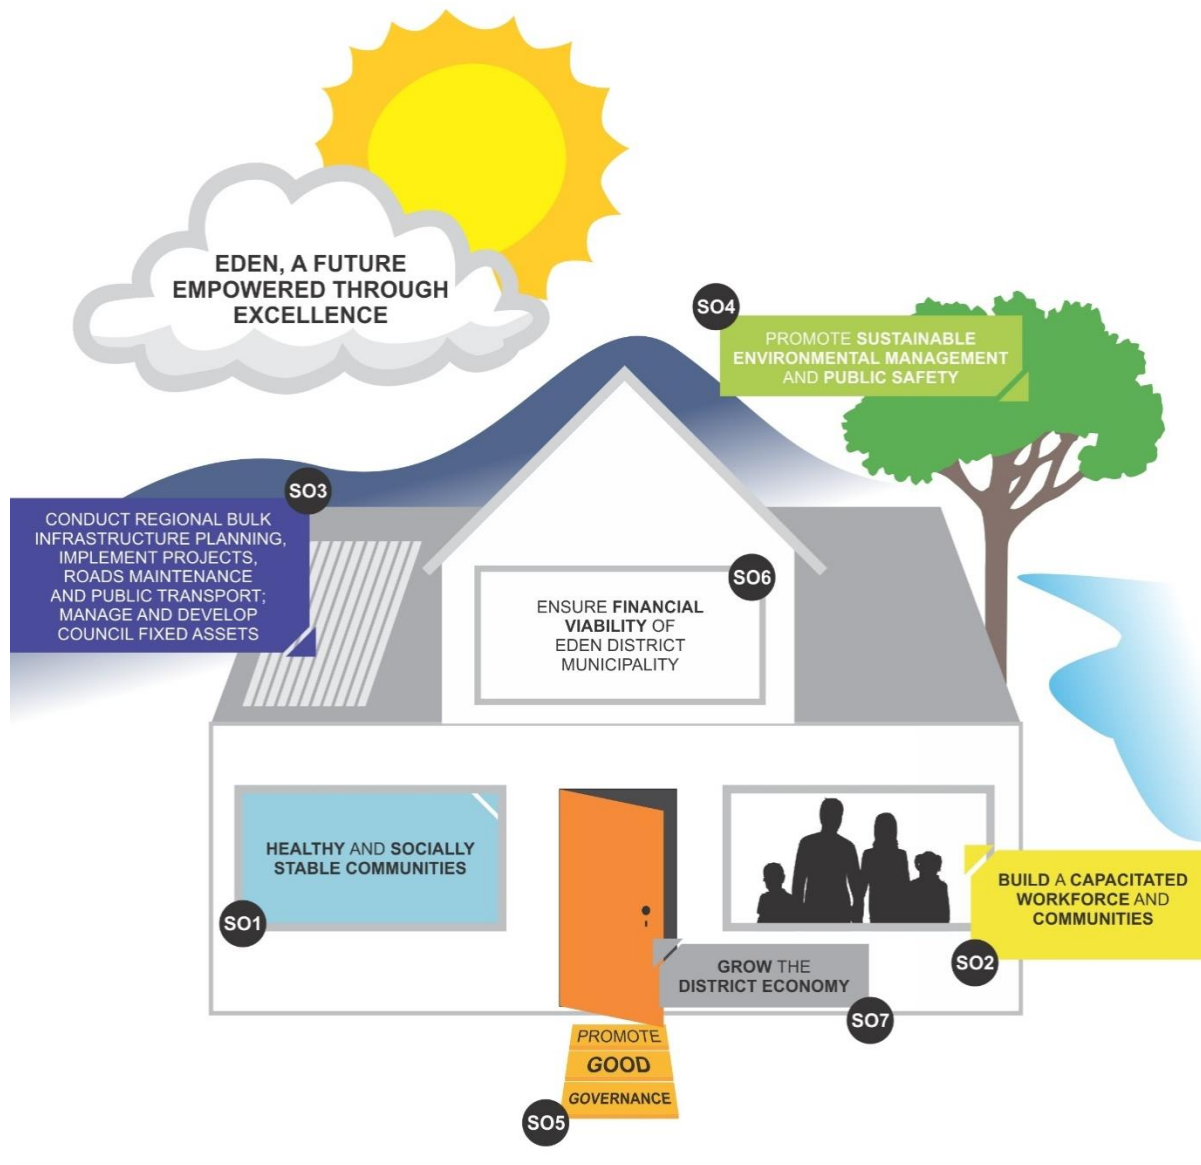 EDEN, A FUTURE
EMPOWERED THROUGH
EXCELLENCE
SO4
PROMOTE SUSTAINABLE
ENVIRONMENTAL MANAGEMENT
AND PUBLIC SAFETY
SO3
CONDUCT REGIONAL BULK
INFRASTRUCTURE PLANNING,
IMPLEMENT PROJECTS,
ROADS MAINTENANCE
AND PUBLIC TRANSPORT;
MANAGE AND DEVELOP
COUNCIL FIXED ASSETS
SO6
ENSURE FINANCIAL
VIABILITY OF
EDEN DISTRICT
MUNICIPALITY
HEALTHY AND SOCIALLY
STABLE COMMUNITIES
SO1
BUILD A CAPACITATED
WORKFORCE AND
COMMUNITIES
SO2
GROW THE
DISTRICT ECONOMY
SO7
PROMOTE
GOOD
GOVERNANCE
SO5